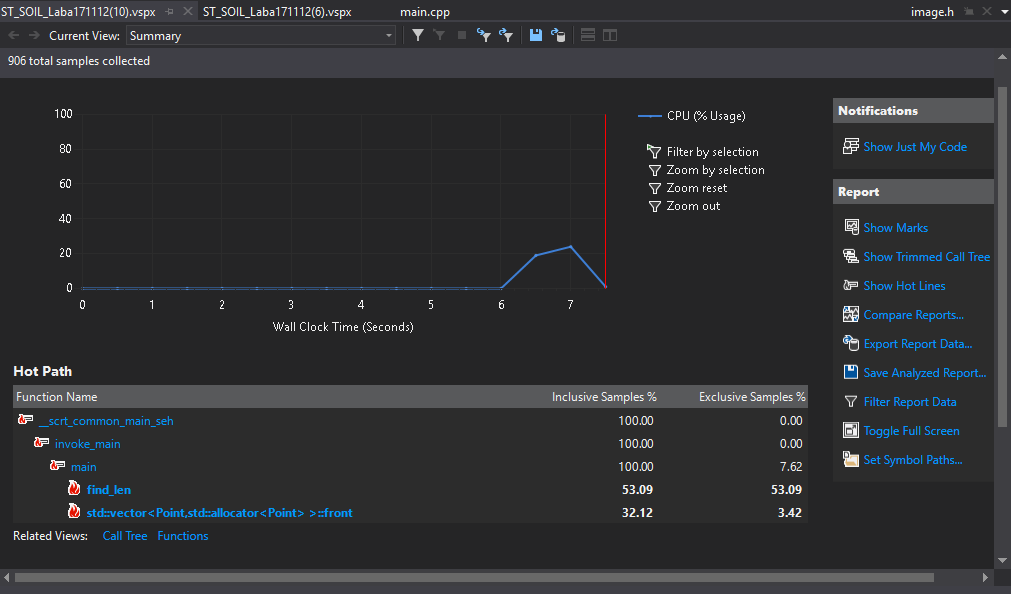 ST_SOIL_Laba171112(10).vspx ST_SOIL_Laba171112(6).vspx main.cpp image.h
Current View: Summary
906 total samples collected
100
80
60
40
20
0
0 1 2 3 4 5 6 7
Wall Clock Time (Seconds)
CPU (% Usage)
Filter by selection
Zoom by selection
Zoom reset
Zoom out
Notifications
Show Just My Code
Report
Show Marks
Show Trimmed Call Tree
Show Hot Lines
Compare Reports...
Export Report Data...
Save Analyzed Report...
Filter Report Data
Toggle Full Screen
Set Symbol Paths...
Hot Path
Function Name Inclusive Samples % Exclusive Samples %
__scrt_common_main_seh 100.00 0.00
invoke_main 100.00 0.00
main 100.00 7.62
find_len 53.09 53.09
std::vector<Point,std::allocator<Point> >::front 32.12 3.42
Related Views: Call Tree Functions